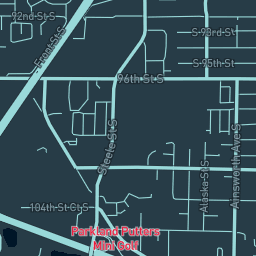 92nd St S
S 93rd St
Front St S
S 95th St
96th St S
Steele St S
Alaska St S
Ainsworth Ave S
104th St Ct S
Parkland Putters
Mini Golf